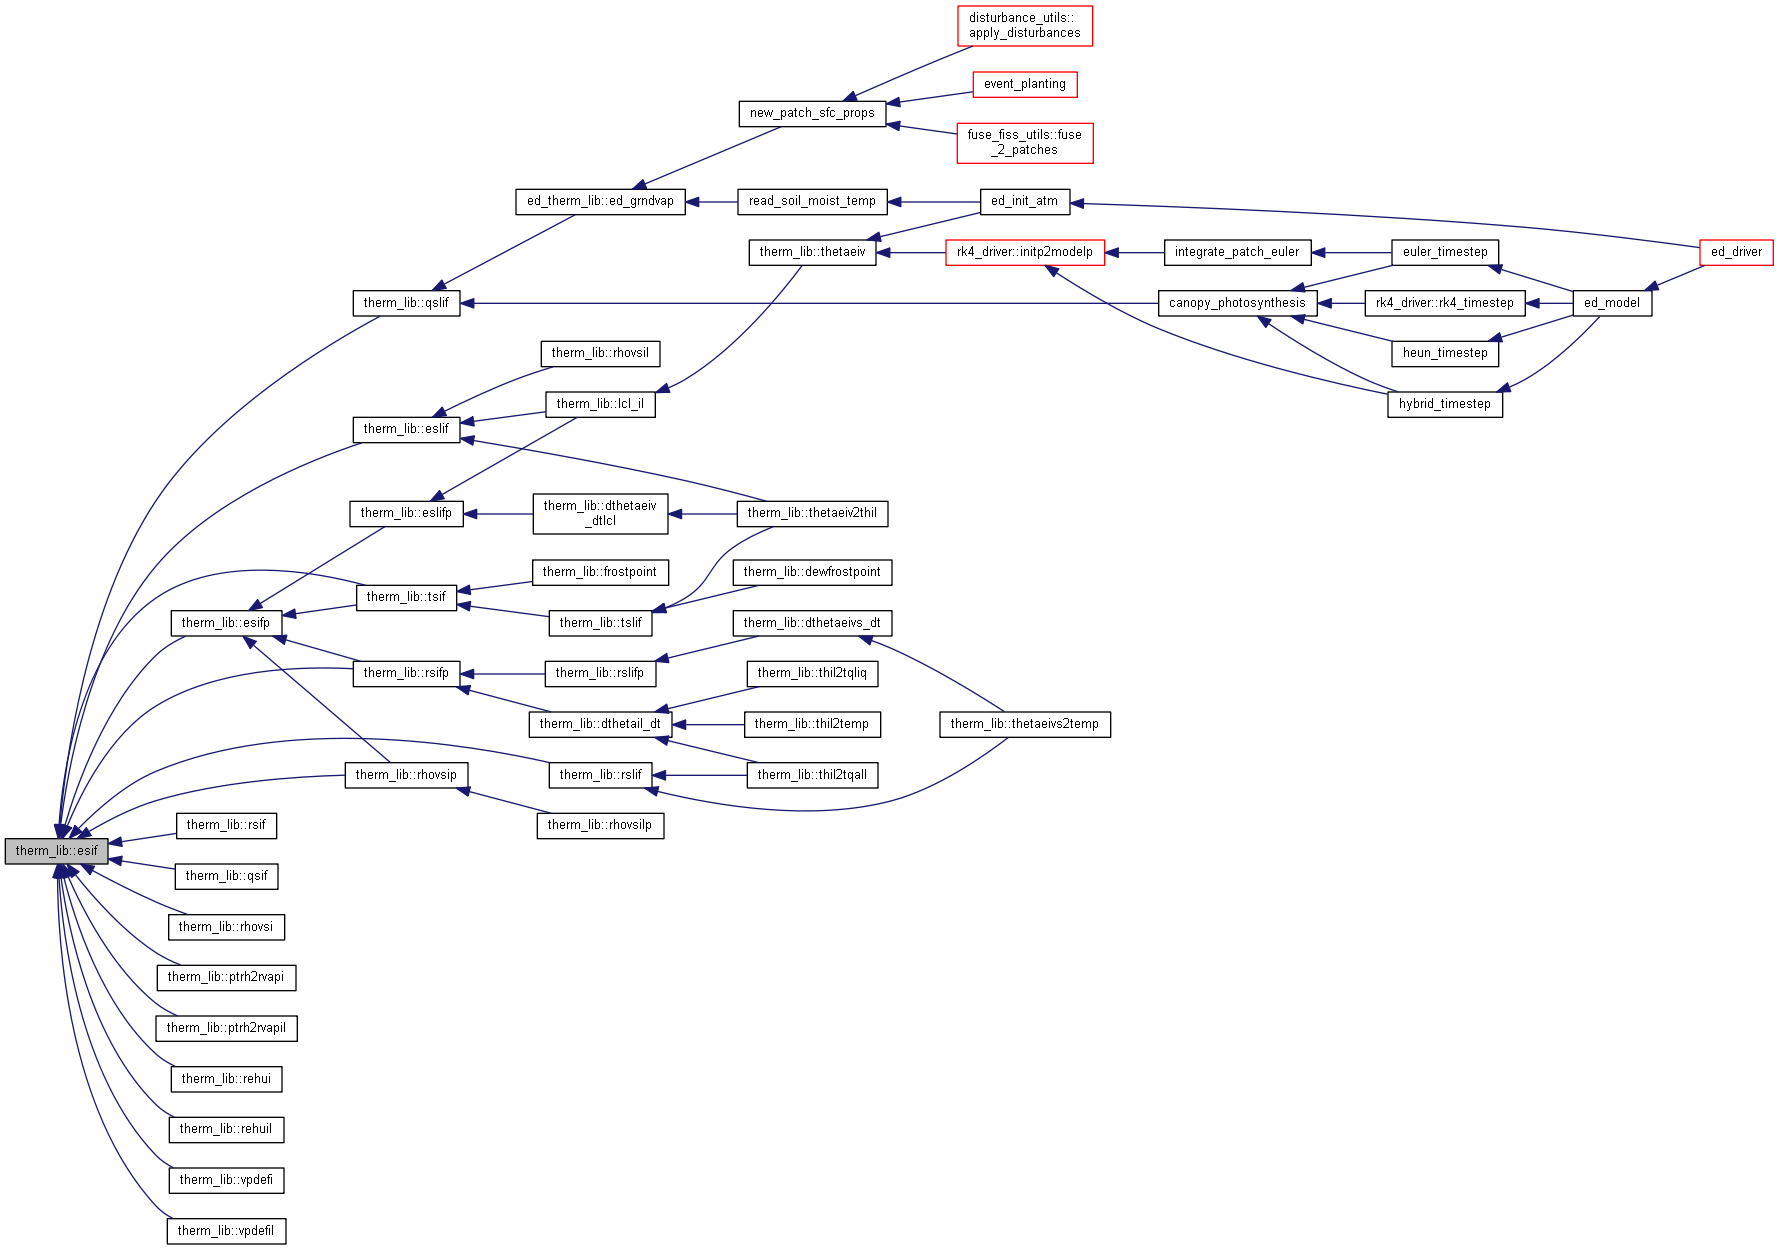 disturbance_utils::
apply_disturbances
event_planting
new_patch_sfc_props
fuse_fiss_utils::fuse
_2_patches
ed_therm_lib::ed_grndvap
read_soil_moist_temp
ed_init_atm
therm_lib::thetaeiv
rk4_driver::initp2modelp
integrate_patch_euler
euler_timestep
ed_driver
therm_lib::qslif
canopy_photosynthesis
rk4_driver::rk4_timestep
ed_model
therm_lib::rhovsil
heun_timestep
therm_lib::lcl_il
hybrid_timestep
therm_lib::eslif
therm_lib::eslifp
therm_lib::dthetaeiv
_dtlcl
therm_lib::thetaeiv2thil
therm_lib::frostpoint
therm_lib::dewfrostpoint
therm_lib::tsif
therm_lib::esifp
therm_lib::tslif
therm_lib::dthetaeivs_dt
therm_lib::rsifp
therm_lib::rslifp
therm_lib::thil2tqliq
therm_lib::dthetail_dt
therm_lib::thil2temp
therm_lib::thetaeivs2temp
therm_lib::rhovsip
therm_lib::rslif
therm_lib::thil2tqall
therm_lib::rsif
therm_lib::rhovsilp
therm_lib::esif
therm_lib::qsif
therm_lib::rhovsi
therm_lib::ptrh2rvapi
therm_lib::ptrh2rvapil
therm_lib::rehui
therm_lib::rehuil
therm_lib::vpdefi
therm_lib::vpdefil